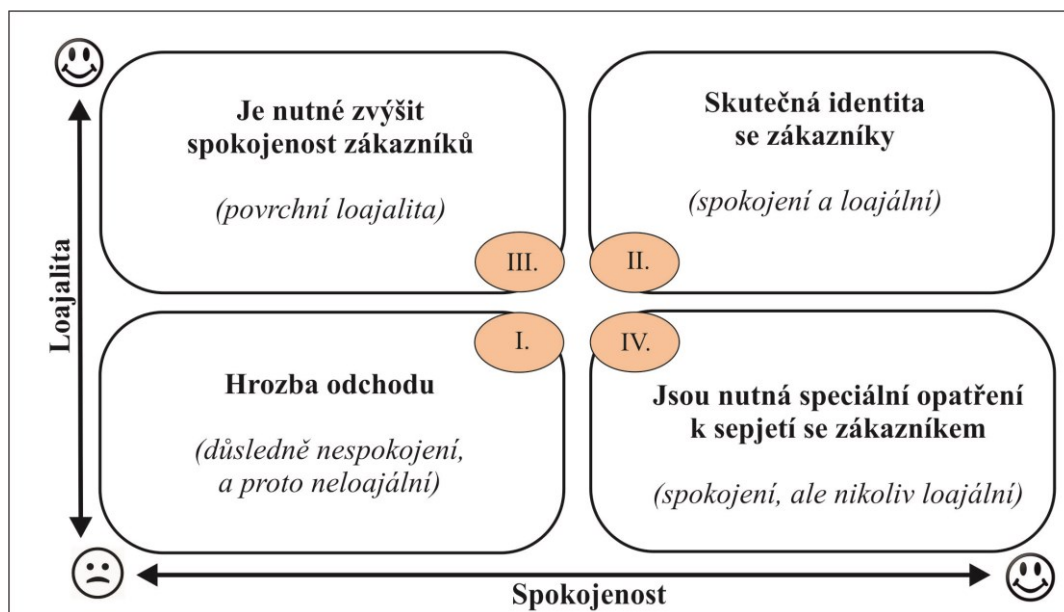 Je nutné zvýšit
spokojenost zákazníků
(povrchní loajalita)
III.
Skutečná identita
se zákazníky
(spokojení a loajální)
II.
Loajalita
I.
Hrozba odchodu
(důsledně nespokojení,
a proto neloajální)
IV.
Jsou nutná speciální opatření
k sepjetí se zákazníkem
(spokojení, ale nikoliv loajální)
Spokojenost